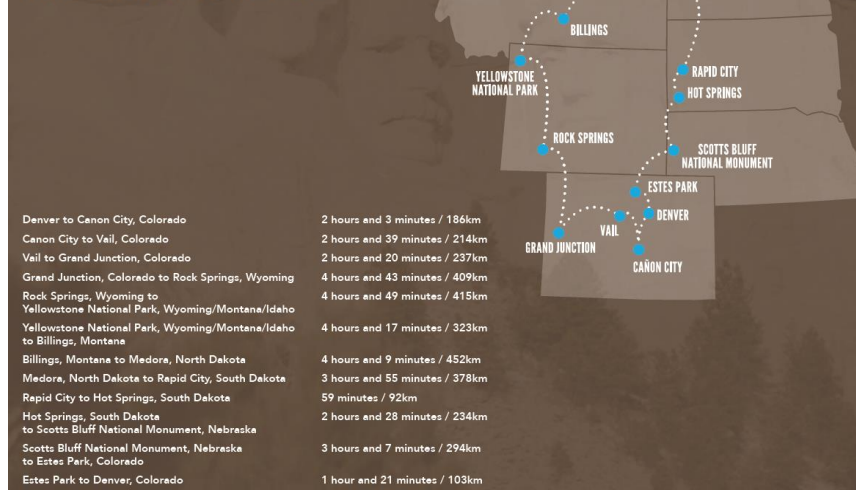 BILLINGS
YELLOWSTONE
NATIONAL PARK
RAPID CITY
HOT SPRINGS
ROCK SPRINGS
SCOTTS BLUFF
NATIONAL MONUMENT
ESTES PARK
DENVER
VAIL
GRAND JUNCTION
CAÑON CITY
Denver to Canon City, Colorado 2 hours and 3 minutes / 186km
Canon City to Vail, Colorado 2 hours and 39 minutes / 214km
Vail to Grand Junction, Colorado 2 hours and 20 minutes / 237km
Grand Junction, Colorado to Rock Springs, Wyoming 4 hours and 43 minutes / 409km
Rock Springs, Wyoming to 4 hours and 49 minutes / 415km
Yellowstone National Park, Wyoming/Montana/Idaho
Yellowstone National Park, Wyoming/Montana/Idaho 4 hours and 17 minutes / 323km
to Billings, Montana
Billings, Montana to Medora, North Dakota 4 hours and 9 minutes / 452km
Medora, North Dakota to Rapid City, South Dakota 3 hours and 55 minutes / 378km
Rapid City to Hot Springs, South Dakota 59 minutes / 92km
Hot Springs, South Dakota 2 hours and 28 minutes / 234km
to Scotts Bluff National Monument, Nebraska
Scotts Bluff National Monument, Nebraska 3 hours and 7 minutes / 294km
to Estes Park, Colorado
Estes Park to Denver, Colorado 1 hour and 21 minutes / 103km